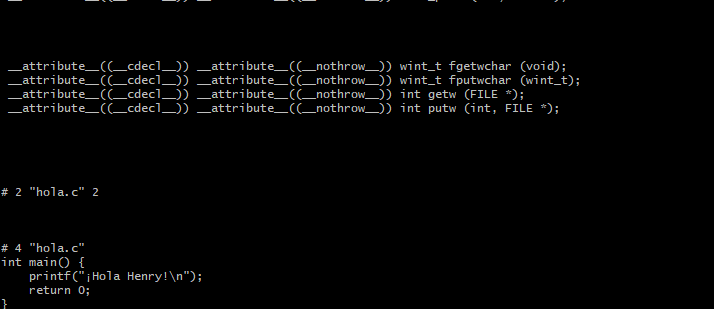 __attribute__((__cdecl__)) __attribute__((__nothrow__)) wint_t fgetwchar (void);
__attribute__((__cdecl__)) __attribute__((__nothrow__)) wint_t fputwchar (wint_t);
__attribute__((__cdecl__)) __attribute__((__nothrow__)) int getw (FILE *);
__attribute__((__cdecl__)) __attribute__((__nothrow__)) int putw (int, FILE *);
# 2 "hola.c" 2
# 4 "hola.c"
int main() {
    printf("¡Hola Henry!\n");
    return 0;
}